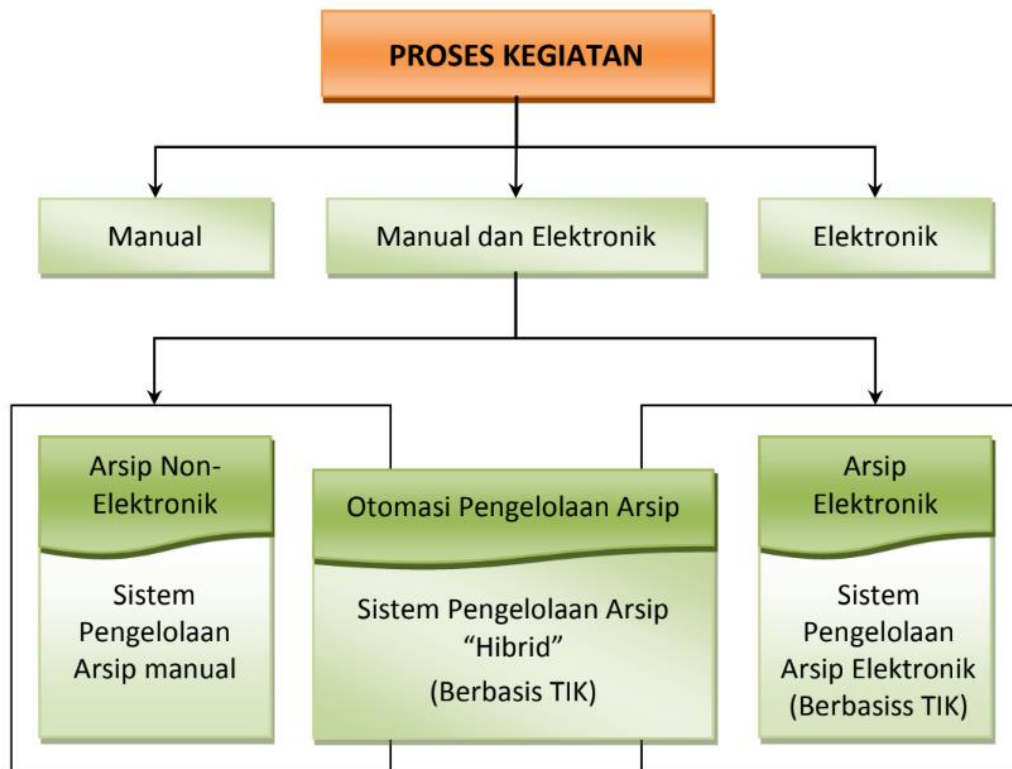 PROSES KEGIATAN
Manual
Manual dan Elektronik
Elektronik
Arsip Non-
Elektronik
Sistem
Pengelolaan
Arsip manual
Otomasi Pengelolaan Arsip
Sistem Pengelolaan Arsip
“Hibrid”
(Berbasis TIK)
Arsip
Elektronik
Sistem
Pengelolaan
Arsip Elektronik
(Berbasiss TIK)